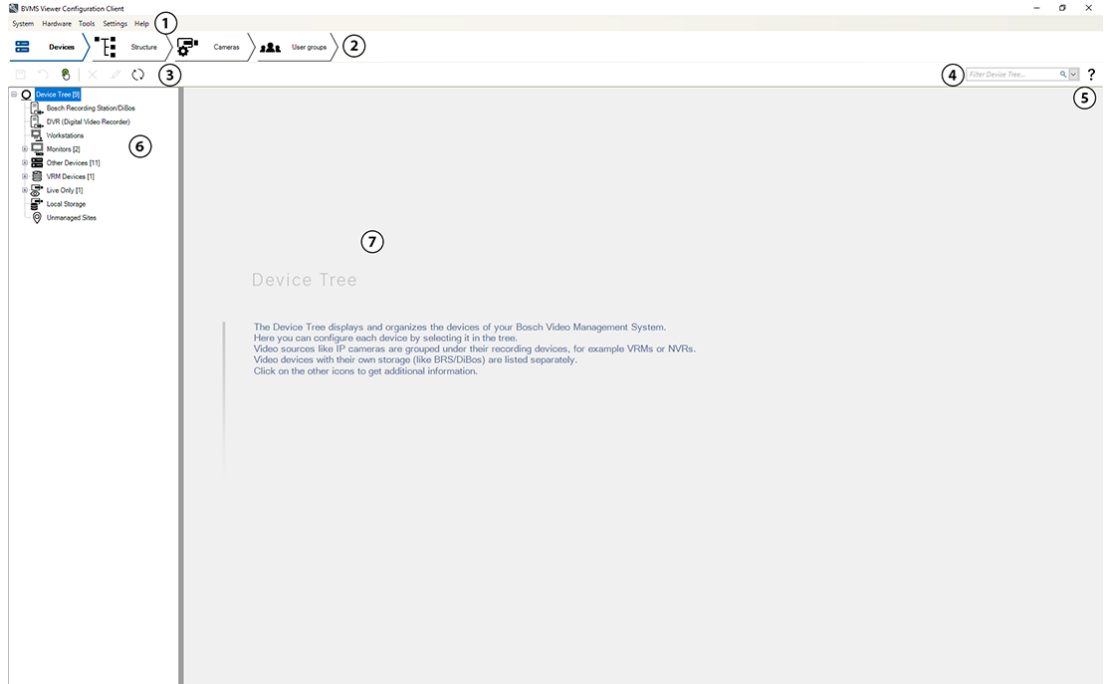 BVMS Viewer Configuration Client
System Hardware Tools Settings Help 1
Devices Structure Cameras User groups 2
3 4 Filter Device Tree... ?
5
Device Tree [9]
Bosch Recording Station/DiBos
DVR (Digital Video Recorder)
Workstations
6
Monitors [2]
Other Devices [11]
VRM Devices [1]
Live Only [1]
Local Storage
Unmanaged Sites
7
Device Tree
The Device Tree displays and organizes the devices of your Bosch Video Management System.
Here you can configure each device by selecting it in the tree.
Video sources like IP cameras are grouped under their recording devices, for example VRMs or NVRs.
Video devices with their own storage (like BRS/DiBos) are listed separately.
Click on the other icons to get additional information.